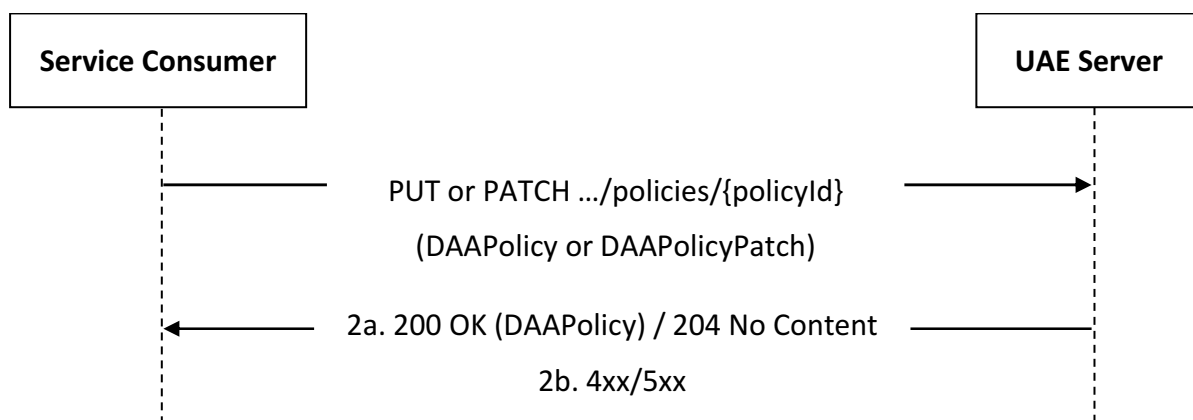 Service Consumer
UAE Server
PUT or PATCH …/policies/{policyId}
(DAAPolicy or DAAPolicyPatch)
2a. 200 OK (DAAPolicy) / 204 No Content
2b. 4xx/5xx